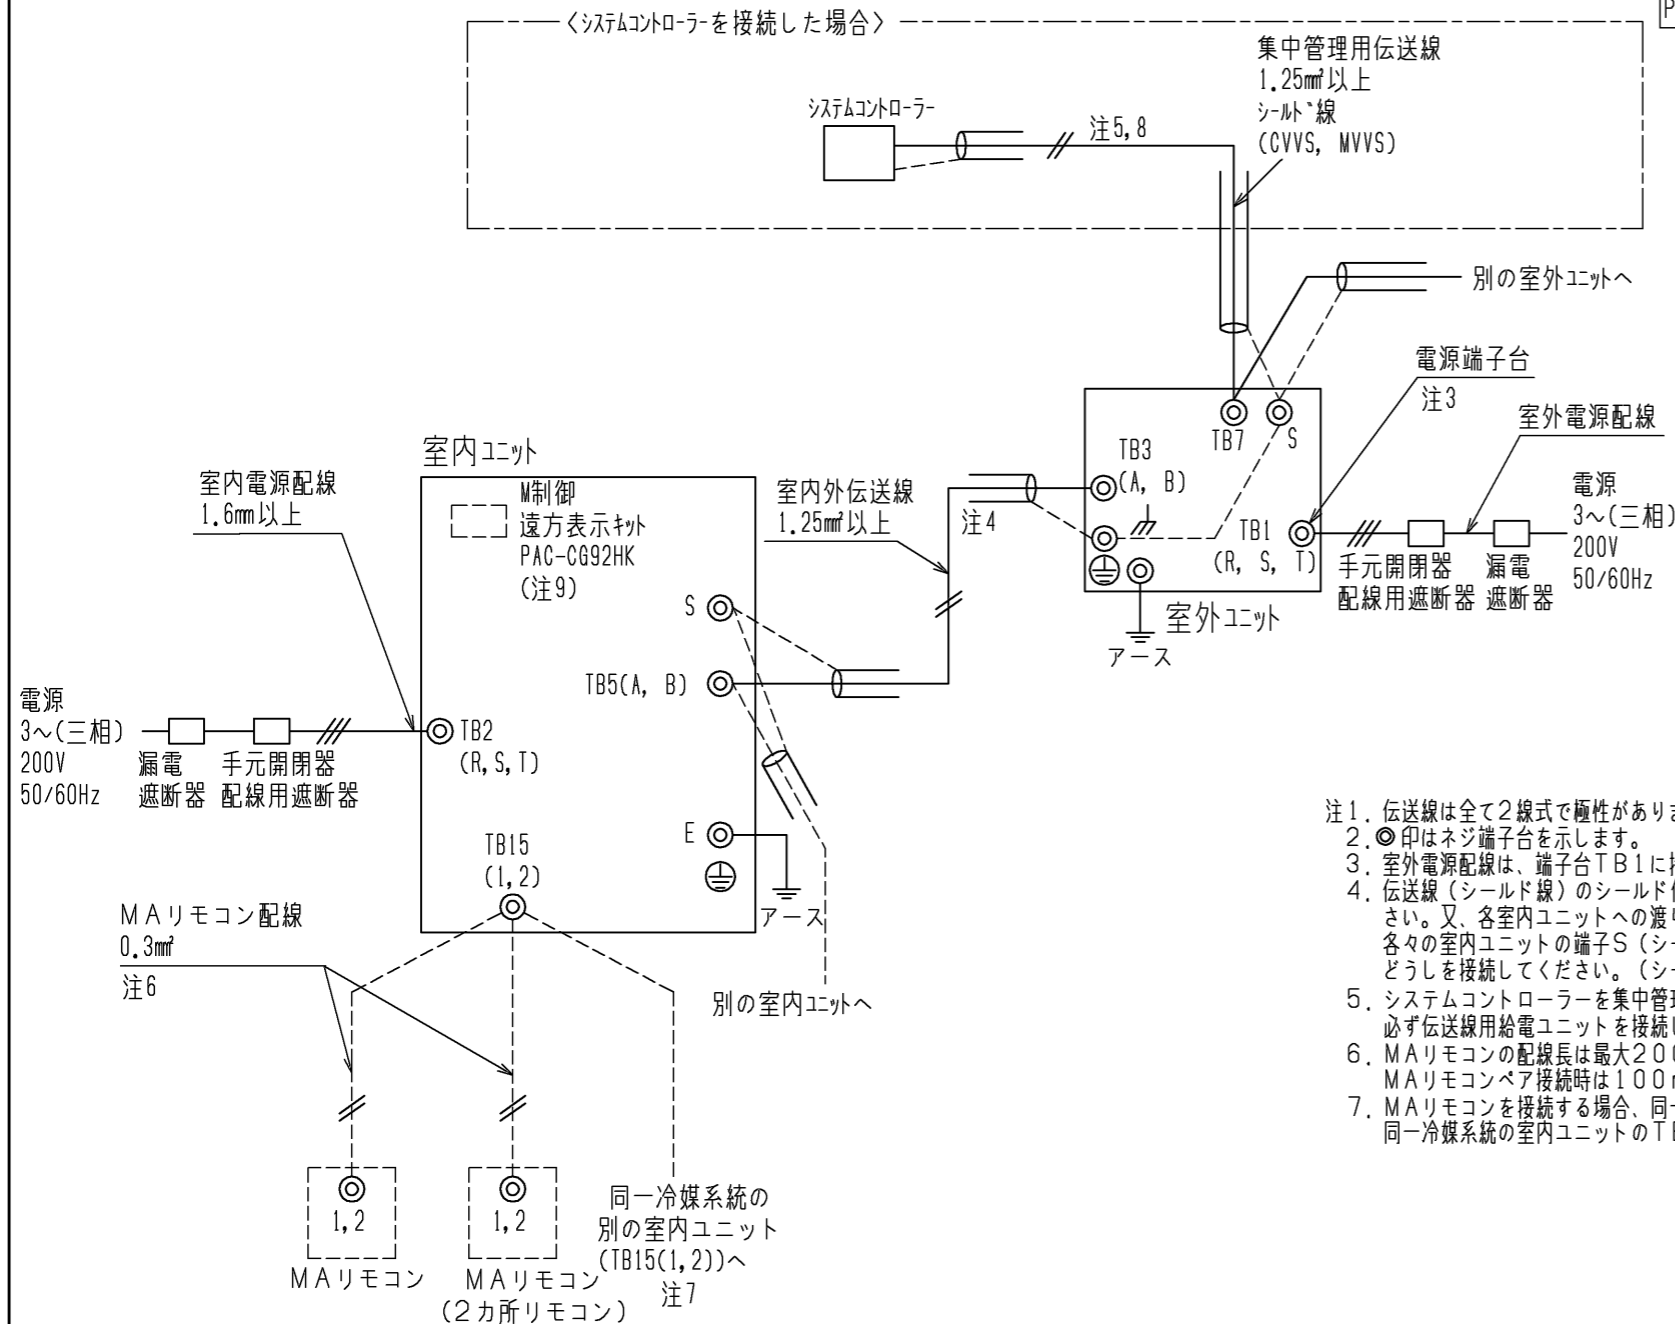 〈システムコントローラーを接続した場合〉
集中管理用伝送線
1.25㎟以上
シールド線
(CVVS, MVVS)
システムコントローラー
注5,8
別の室外ユニットへ
電源端子台
注3
室外電源配線
電源
3～(三相)
200V
50/60Hz
TB7
S
TB3
(A, B)
TB1
(R, S, T)
手元開閉器
配線用遮断器
漏電
遮断器
室外ユニット
アース
室内ユニット
室内電源配線
1.6mm以上
M制御
遠方表示キット
PAC-CG92HK
(注9)
室内外伝送線
1.25㎟以上
注4
S
TB5(A, B)
電源
3～(三相)
200V
50/60Hz
漏電
遮断器
手元開閉器
配線用遮断器
TB2
(R,S,T)
TB15
(1,2)
E
アース
MAリモコン配線
0.3㎟
注6
別の室内ユニットへ
1,2
MAリモコン
1,2
MAリモコン
(2カ所リモコン)
同一冷媒系統の
別の室内ユニット
(TB15(1,2))へ
注7
注1. 伝送線は全て2線式で極性があり
2. ◎印はネジ端子台を示します。
3. 室外電源配線は、端子台TB1に
4. 伝送線（シールド線）のシールド
さい。又、各室内ユニットへの渡
各々の室内ユニットの端子S（シ
どうしを接続してください。（シ
5. システムコントローラーを集中管
必ず伝送線用給電ユニットを接続
6. MAリモコンの配線長は最大200
MAリモコンペア接続時は100
7. MAリモコンを接続する場合、同
同一冷媒系統の室内ユニットのT